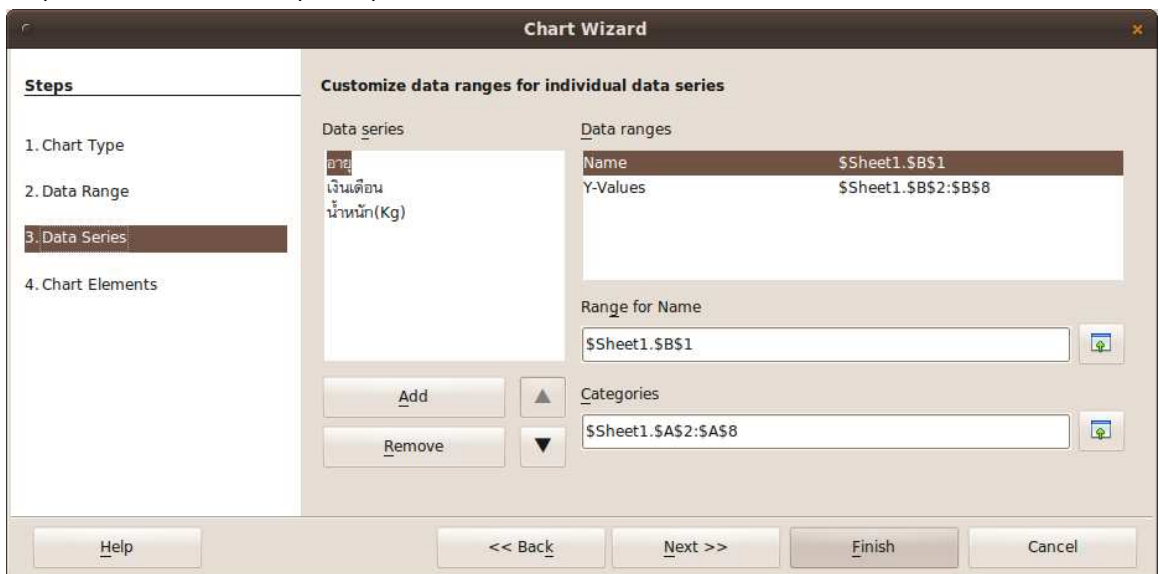 Chart Wizard
Steps
1. Chart Type
2. Data Range
3. Data Series
4. Chart Elements
Customize data ranges for individual data series
Data series
อายุ
เงินเดือน
น้ำหนัก(Kg)
Add
Remove
Data ranges
Name $Sheet1.$B$1
Y-Values $Sheet1.$B$2:$B$8
Range for Name
$Sheet1.$B$1
Categories
$Sheet1.$A$2:$A$8
Help
<< Back
Next >>
Finish
Cancel